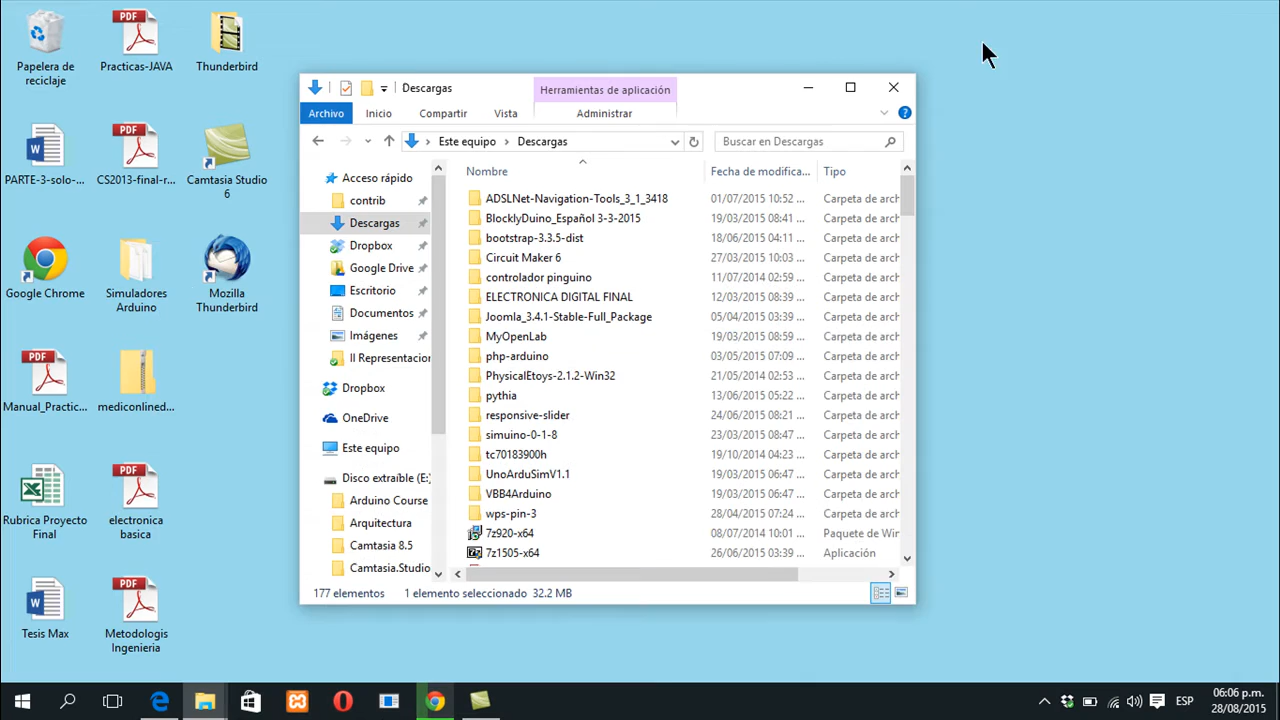 Papelera de
reciclaje
Practicas-JAVA
Thunderbird
PARTE-3-solo-...
CS2013-final-r...
Camtasia Studio
6
Google Chrome
Simuladores
Arduino
Mozilla
Thunderbird
Manual_Practic...
mediconlined...
Rubrica Proyecto
Final
electronica
basica
Tesis Max
Metodologis
Ingenieria
PDF
PDF
PDF
PDF
PDF
Descargas
Herramientas de aplicación
Archivo
Inicio
Compartir
Vista
Administrar
Este equipo
Descargas
Buscar en Descargas
Acceso rápido
contrib
Descargas
Dropbox
Google Drive
Escritorio
Documentos
Imágenes
II Representacior
Dropbox
OneDrive
Este equipo
Disco extraíble (E:
Arduino Course
Arquitectura
Camtasia 8.5
Camtasia.Studio
Nombre Fecha de modifica... Tipo
ADSLNet-Navigation-Tools_3_1_3418 01/07/2015 10:52 ... Carpeta de arch
BlocklyDuino_Español 3-3-2015 19/03/2015 08:41 ... Carpeta de arch
bootstrap-3.3.5-dist 18/06/2015 04:11 ... Carpeta de arch
Circuit Maker 6 27/03/2015 10:03 ... Carpeta de arch
controlador pinguino 11/07/2014 02:59 ... Carpeta de arch
ELECTRONICA DIGITAL FINAL 12/03/2015 08:39 ... Carpeta de arch
Joomla_3.4.1-Stable-Full_Package 05/04/2015 03:39 ... Carpeta de arch
MyOpenLab 19/03/2015 08:59 ... Carpeta de arch
php-arduino 03/05/2015 07:09 ... Carpeta de arch
PhysicalEtoys-2.1.2-Win32 21/05/2014 02:53 ... Carpeta de arch
pythia 13/06/2015 05:22 ... Carpeta de arch
responsive-slider 24/06/2015 08:21 ... Carpeta de arch
simuino-0-1-8 23/03/2015 08:47 ... Carpeta de arch
tc70183900h 19/10/2014 04:23 ... Carpeta de arch
UnoArduSimV1.1 19/03/2015 06:47 ... Carpeta de arch
VBB4Arduino 19/03/2015 06:47 ... Carpeta de arch
wps-pin-3 28/04/2015 07:24 ... Carpeta de arch
7z920-x64 08/07/2014 10:01 ... Paquete de Win
7z1505-x64 26/06/2015 03:39 ... Aplicación
177 elementos 1 elemento seleccionado 32.2 MB
ESP
06:06 p.m.
28/08/2015